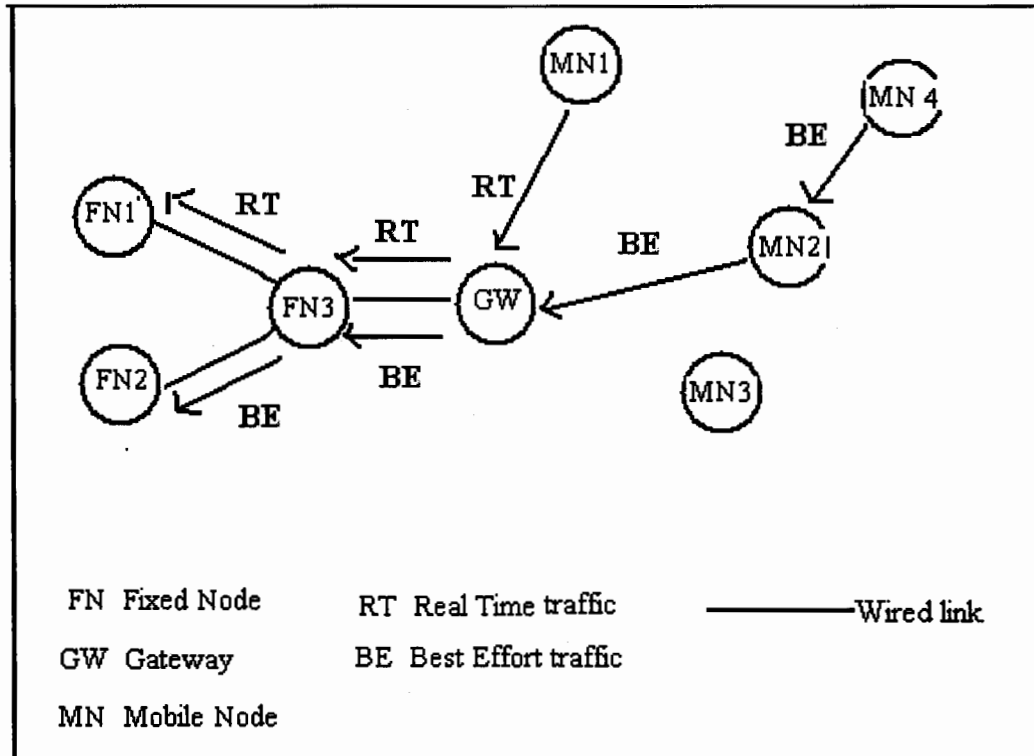 MN1
MN 4
BE
FN1
RT
RT
RT
BE
MN2
FN3
GW
FN2
BE
BE
MN3
FN Fixed Node
RT Real Time traffic
Wired link
GW Gateway
BE Best Effort traffic
MN Mobile Node